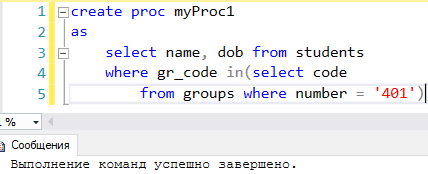 1 create proc myProc1
2 as
3 select name, dob from students
4 where gr_code in(select code
5 from groups where number = '401')
1 %
Сообщения
Выполнение команд успешно завершено.